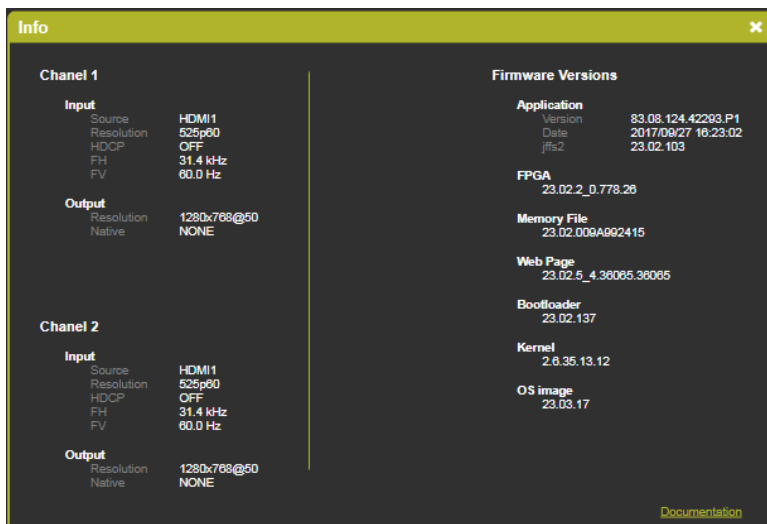 Info
Chanel 1
Input
Source HDMI1
Resolution 525p60
HDCP OFF
FH 31.4 kHz
FV 60.0 Hz
Output
Resolution 1280x768@50
Native NONE
Chanel 2
Input
Source HDMI1
Resolution 525p60
HDCP OFF
FH 31.4 kHz
FV 60.0 Hz
Output
Resolution 1280x768@50
Native NONE
Firmware Versions
Application
Version 83.08.124.42293.P1
Date 2017/09/27 16:23:02
jffs2 23.02.103
FPGA
23.02.2_0.778.26
Memory File
23.02.009A992415
Web Page
23.02.5_4.36065.36065
Bootloader
23.02.137
Kernel
2.6.35.13.12
OS image
23.03.17
Documentation